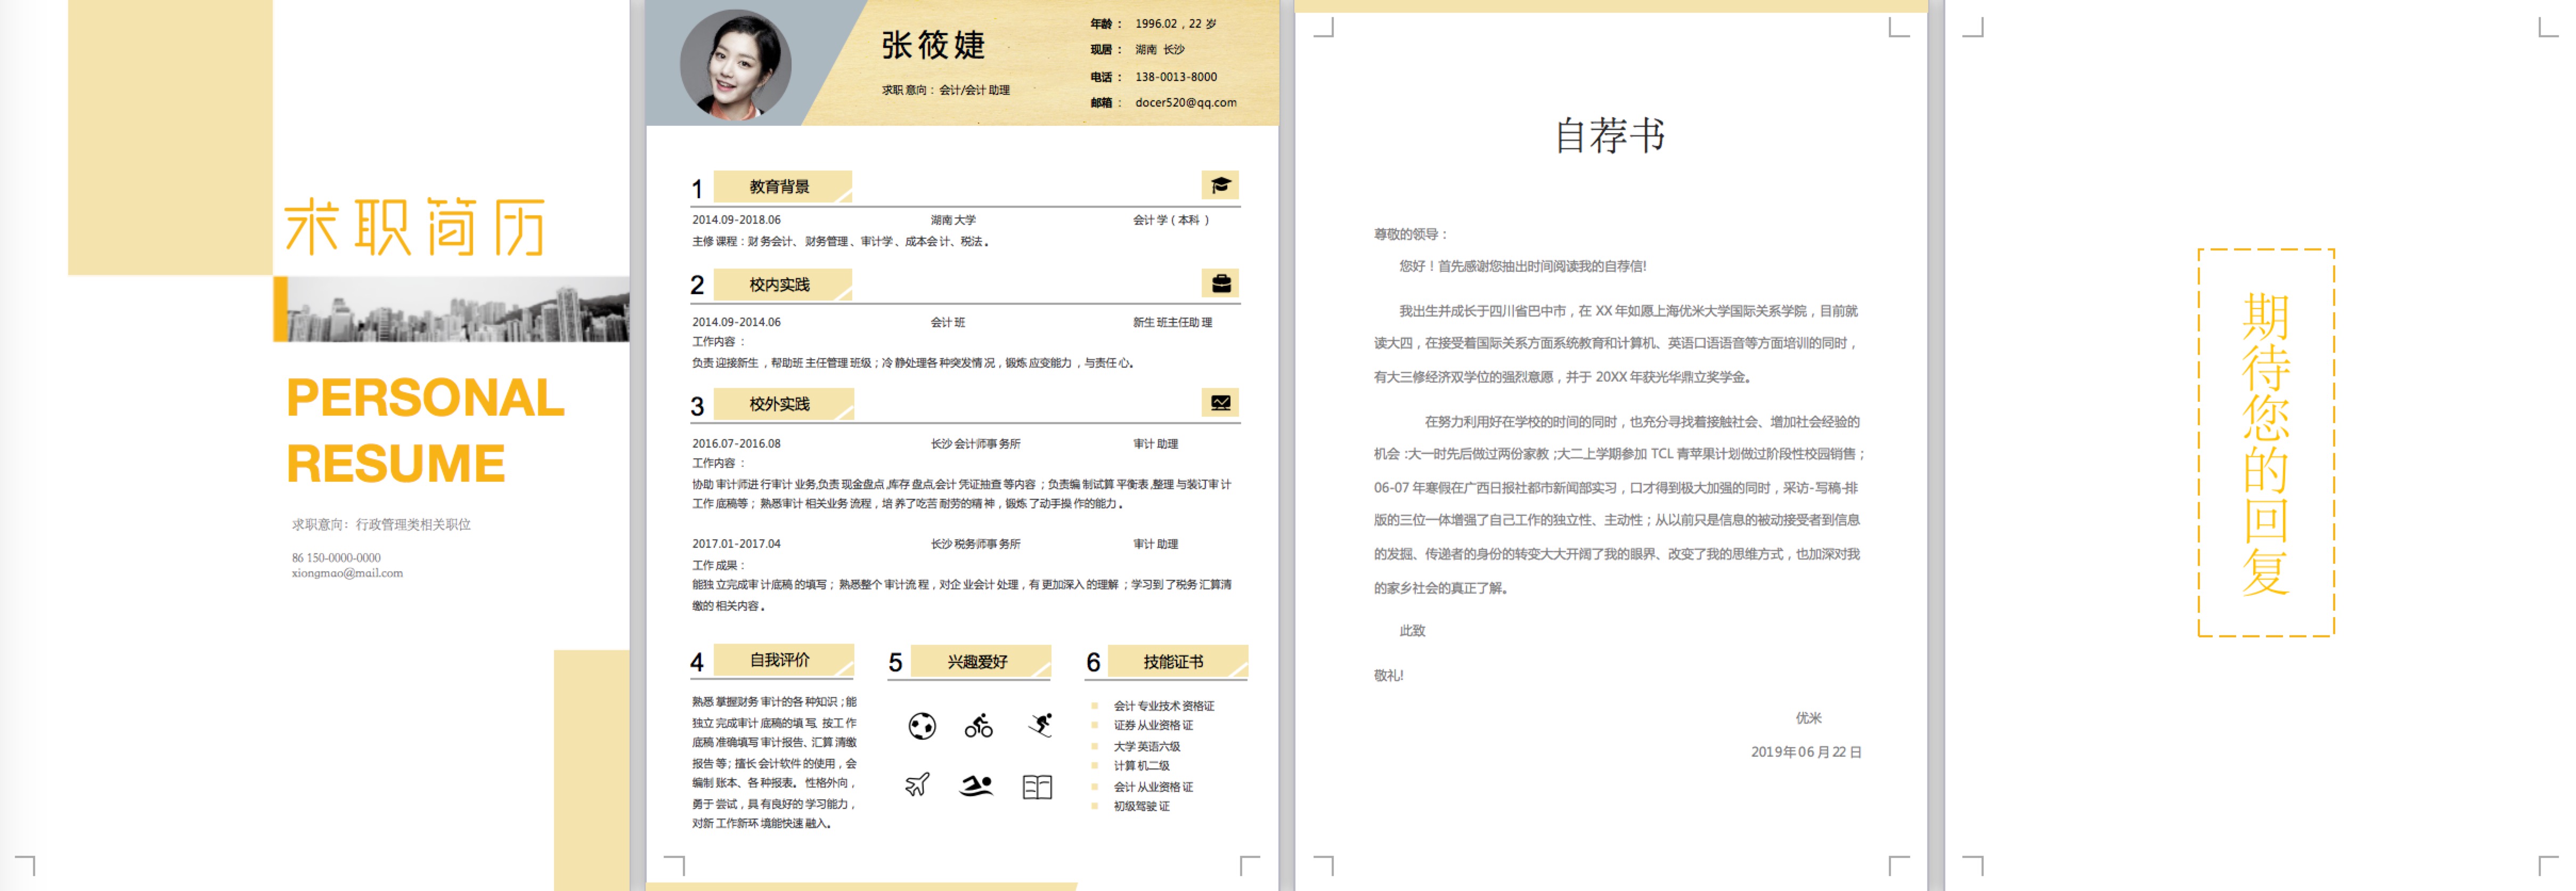 求职简历
PERSONAL
RESUME
求职意向：行政管理类相关职位
86 150-0000-0000
xiongmao@mail.com
张筱婕
求职意向：会计/会计助理
年龄： 1996.02，22 岁
现居： 湖南 长沙
电话： 138-0013-8000
邮箱： docer520@qq.com
1 教育背景
2014.09-2018.06 湖南大学 会计学（本科）
主修课程：财务会计、财务管理、审计学、成本会计、税法。
2 校内实践
2014.09-2014.06 会计班 新生班主任助理
工作内容：
负责迎接新生，帮助班主任管理班级；冷静处理各种突发情况，锻炼应变能力，与责任心。
3 校外实践
2016.07-2016.08 长沙会计师事务所 审计助理
工作内容：
协助审计师进行审计业务,负责现金盘点,库存盘点,会计凭证抽查等内容；负责编制试算平衡表,整理与装订审计
工作底稿等；熟悉审计相关业务流程，培养了吃苦耐劳的精神，锻炼了动手操作的能力。
2017.01-2017.04 长沙税务师事务所 审计助理
工作成果：
能独立完成审计底稿的填写；熟悉整个审计流程，对企业会计处理，有更加深入的理解；学习到了税务汇算清
缴的相关内容。
4 自我评价
熟悉掌握财务审计的各种知识；能
独立完成审计底稿的填写,按工作
底稿准确填写审计报告、汇算清缴
报告等；擅长会计软件的使用，会
编制账本、各种报表。性格外向，
勇于尝试，具有良好的学习能力，
对新工作新环境能快速融入。
5 兴趣爱好
6 技能证书
会计专业技术资格证
证券从业资格证
大学英语六级
计算机二级
会计从业资格证
初级驾驶证
自荐书
尊敬的领导：
您好！首先感谢您抽出时间阅读我的自荐信!
我出生并成长于四川省巴中市，在 XX 年如愿上海优米大学国际关系学院，目前就
读大四，在接受着国际关系方面系统教育和计算机、英语口语语音等方面培训的同时，
有大三修经济双学位的强烈意愿，并于 20XX 年获光华鼎立奖学金。
在努力利用好在学校的时间的同时，也充分寻找着接触社会、增加社会经验的
机会:大一时先后做过两份家教;大二上学期参加 TCL 青苹果计划做过阶段性校园销售；
06-07 年寒假在广西日报社都市新闻部实习，口才得到极大加强的同时，采访-写稿-排
版的三位一体增强了自己工作的独立性、主动性；从以前只是信息的被动接受者到信息
的发掘、传递者的身份的转变大大开阔了我的眼界、改变了我的思维方式，也加深对我
的家乡社会的真正了解。
此致
敬礼!
优米
2019年06月22日
期待您的回复